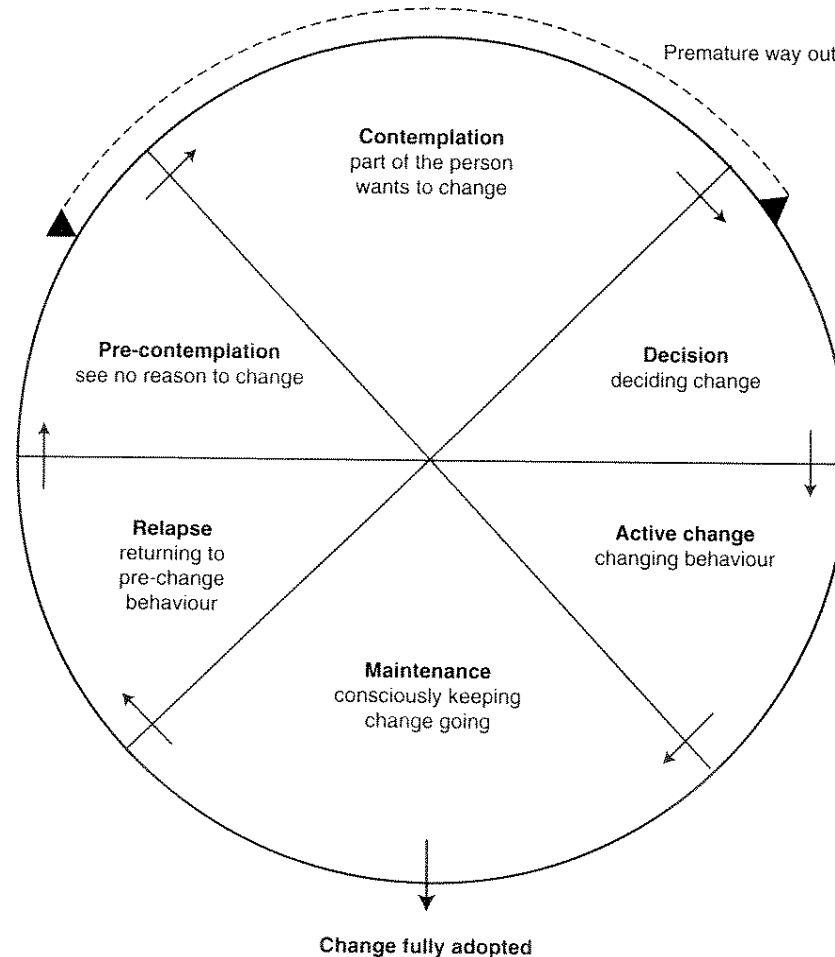 Premature way out
Contemplation
part of the person
wants to change
Pre-contemplation
see no reason to change
Decision
deciding change
Relapse
returning to
pre-change
behaviour
Active change
changing behaviour
Maintenance
consciously keeping
change going
Change fully adopted